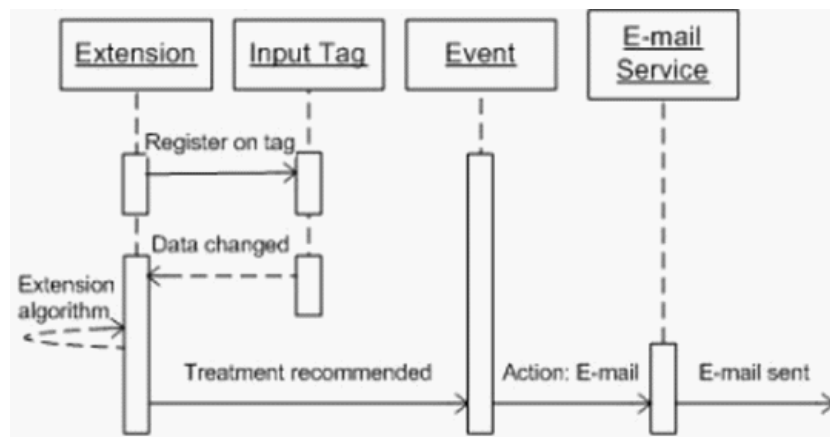 Extension
Input Tag
Event
E-mail
Service
Register on tag
Data changed
Extension
algorithm
Treatment recommended
Action: E-mail
E-mail sent